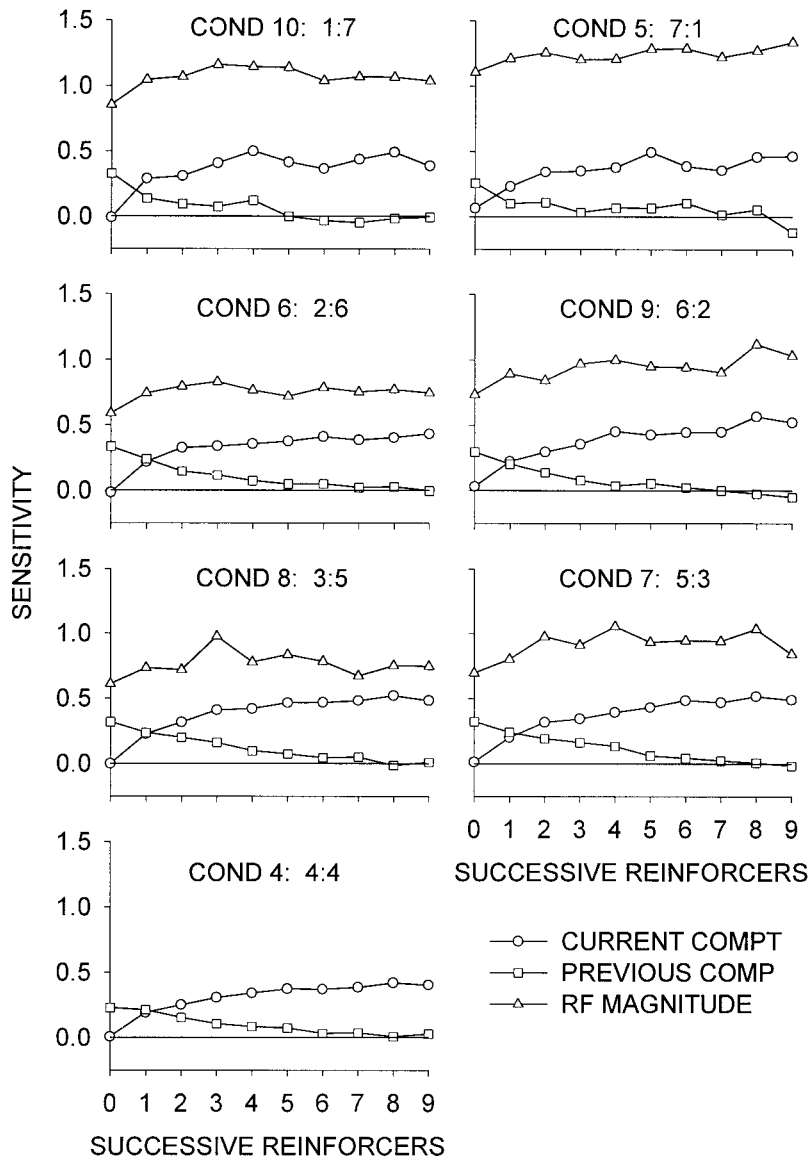 COND 10: 1:7
1.5
1.0
0.5
0.0
COND 5: 7:1
COND 6: 2:6
1.5
1.0
0.5
0.0
COND 9: 6:2
SENSITIVITY
COND 8: 3:5
1.5
1.0
0.5
0.0
COND 7: 5:3
0 1 2 3 4 5 6 7 8 9
SUCCESSIVE REINFORCERS
COND 4: 4:4
1.5
1.0
0.5
0.0
0 1 2 3 4 5 6 7 8 9
SUCCESSIVE REINFORCERS
CURRENT COMPT
PREVIOUS COMP
RF MAGNITUDE